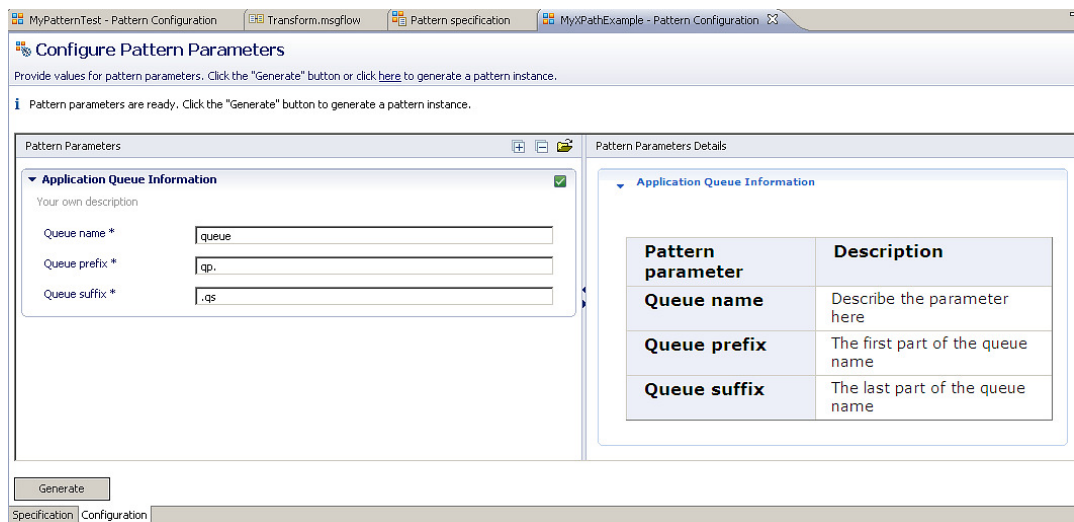 MyPatternTest - Pattern Configuration
Transform.msgflow
Pattern specification
MyXPathExample - Pattern Configuration
Configure Pattern Parameters
Provide values for pattern parameters. Click the "Generate" button or click here to generate a pattern instance.
Pattern parameters are ready. Click the "Generate" button to generate a pattern instance.
Pattern Parameters
Application Queue Information
Your own description
Queue name * queue
Queue prefix * qp.
Queue suffix * .qs
Pattern Parameters Details
Application Queue Information
Pattern
parameter
Description
Queue name
Describe the parameter
here
Queue prefix
The first part of the queue
name
Queue suffix
The last part of the queue
name
Generate
Specification Configuration